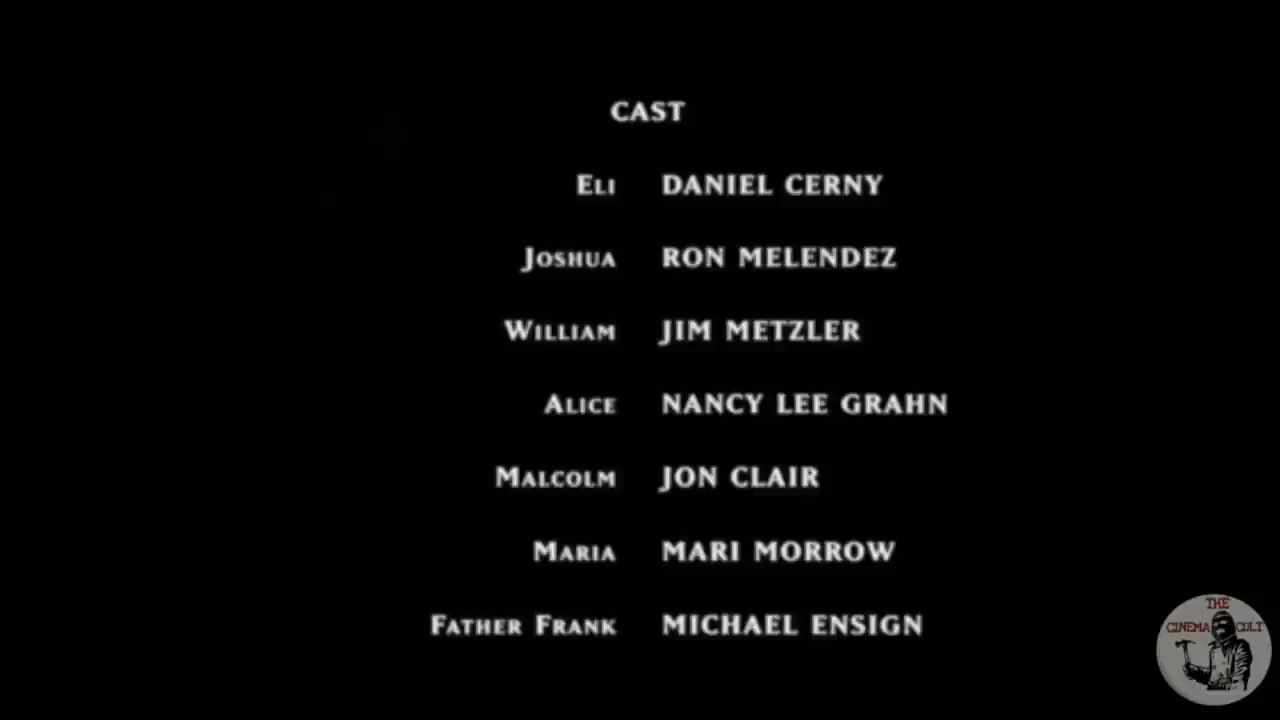 CAST
Eli DANIEL CERNY
Joshua RON MELENDEZ
William JIM METZLER
Alice NANCY LEE GRAHN
Malcolm JON CLAIR
Maria MARI MORROW
Father Frank MICHAEL ENSIGN
THE
CINEMA CULT